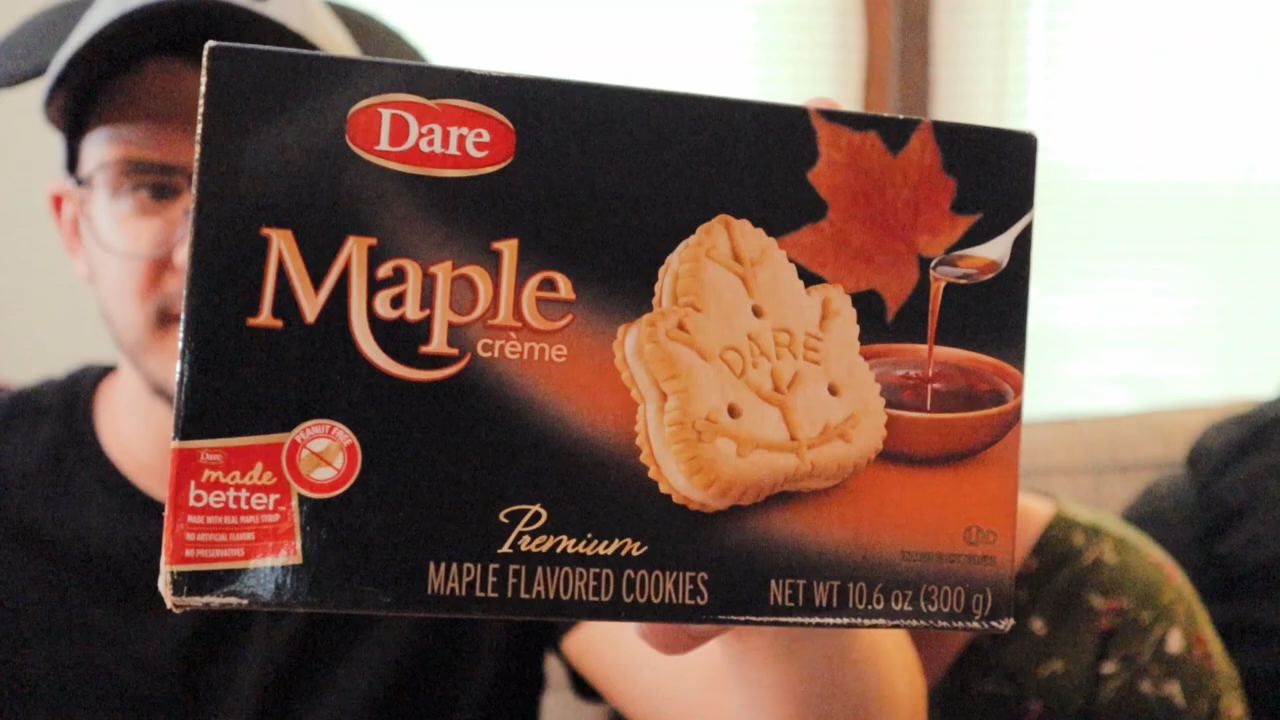 Dare
Maple
crème
DARE
PEANUT FREE
Dare
made
better™
MADE WITH REAL MAPLE SYRUP
NO ARTIFICIAL FLAVORS
NO PRESERVATIVES
Premium
MAPLE FLAVORED COOKIES
NET WT 10.6 oz (300 g)